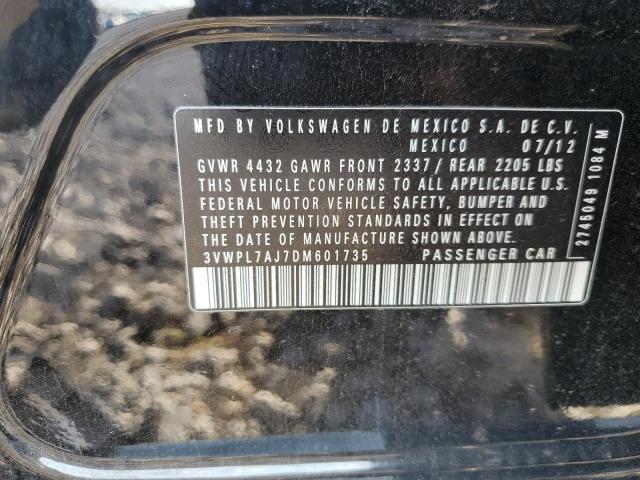 MFD BY VOLKSWAGEN DE MEXICO S.A. DE C.V.
MEXICO 07/12
GVWR 4432 GAWR FRONT 2337/ REAR 2205 LBS
THIS VEHICLE CONFORMS TO ALL APPLICABLE U.S.
FEDERAL MOTOR VEHICLE SAFETY, BUMPER AND
THEFT PREVENTION STANDARDS IN EFFECT ON
THE DATE OF MANUFACTURE SHOWN ABOVE.
3VWPL7AJ7DM601735 PASSENGER CAR
2745049 1084 M